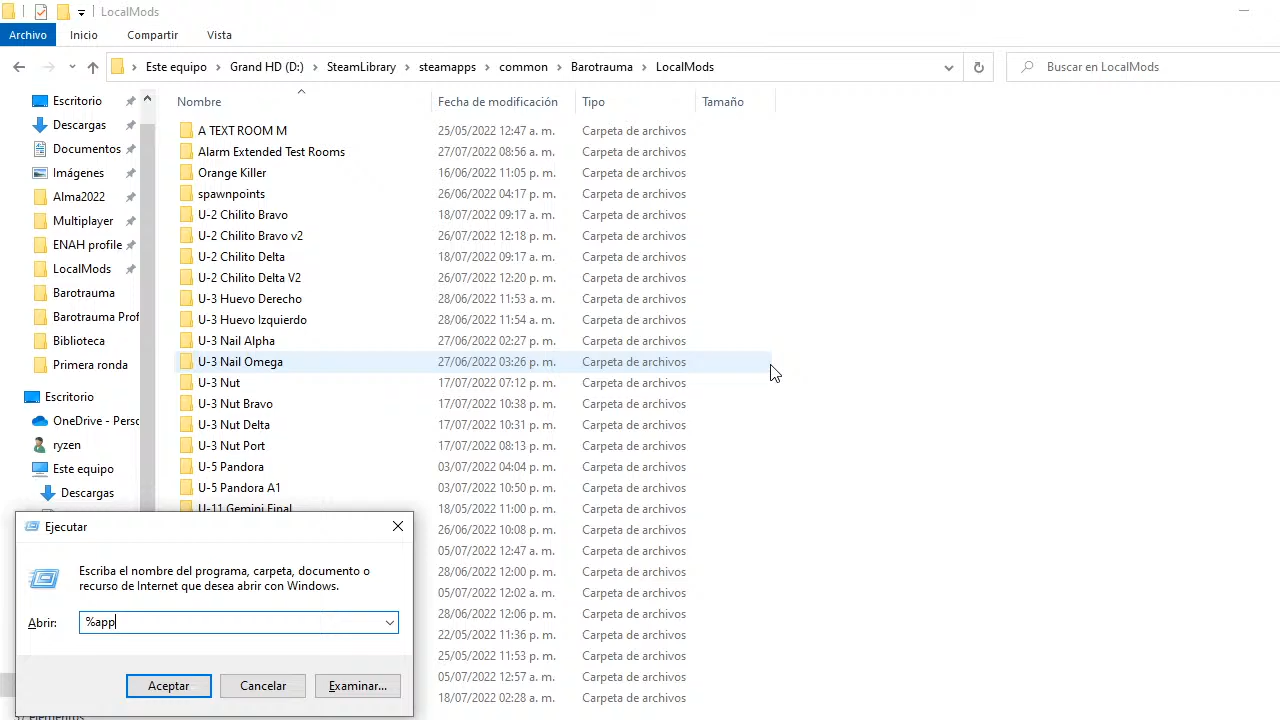 LocalMods
Archivo Inicio Compartir Vista
Este equipo Grand HD (D:) SteamLibrary steamapps common Barotrauma LocalMods Buscar en LocalMods
Escritorio
Descargas
Documentos
Imágenes
Alma2022
Multiplayer
ENAH profile
LocalMods
Barotrauma
Barotrauma Prof
Biblioteca
Primera ronda
Escritorio
OneDrive - Perso
ryzen
Este equipo
Descargas
Nombre Fecha de modificación Tipo Tamaño
A TEXT ROOM M 25/05/2022 12:47 a. m. Carpeta de archivos
Alarm Extended Test Rooms 27/07/2022 08:56 a. m. Carpeta de archivos
Orange Killer 16/06/2022 11:05 p. m. Carpeta de archivos
spawnpoints 26/06/2022 04:17 p. m. Carpeta de archivos
U-2 Chilito Bravo 18/07/2022 09:17 a. m. Carpeta de archivos
U-2 Chilito Bravo v2 26/07/2022 12:18 p. m. Carpeta de archivos
U-2 Chilito Delta 18/07/2022 09:17 a. m. Carpeta de archivos
U-2 Chilito Delta V2 26/07/2022 12:20 p. m. Carpeta de archivos
U-3 Huevo Derecho 28/06/2022 11:53 a. m. Carpeta de archivos
U-3 Huevo Izquierdo 28/06/2022 11:54 a. m. Carpeta de archivos
U-3 Nail Alpha 27/06/2022 02:27 p. m. Carpeta de archivos
U-3 Nail Omega 27/06/2022 03:26 p. m. Carpeta de archivos
U-3 Nut 17/07/2022 07:12 p. m. Carpeta de archivos
U-3 Nut Bravo 17/07/2022 10:38 p. m. Carpeta de archivos
U-3 Nut Delta 17/07/2022 10:31 p. m. Carpeta de archivos
U-3 Nut Port 17/07/2022 08:13 p. m. Carpeta de archivos
U-5 Pandora 03/07/2022 04:04 p. m. Carpeta de archivos
U-5 Pandora A1 03/07/2022 10:50 p. m. Carpeta de archivos
U-11 Gemini Final 18/05/2022 11:00 p. m. Carpeta de archivos
26/06/2022 10:08 p. m. Carpeta de archivos
05/07/2022 12:47 a. m. Carpeta de archivos
28/06/2022 12:00 p. m. Carpeta de archivos
05/07/2022 12:02 a. m. Carpeta de archivos
28/06/2022 12:06 p. m. Carpeta de archivos
22/05/2022 11:36 p. m. Carpeta de archivos
25/05/2022 11:53 p. m. Carpeta de archivos
05/07/2022 12:57 a. m. Carpeta de archivos
18/07/2022 02:28 a. m. Carpeta de archivos
Ejecutar
Escriba el nombre del programa, carpeta, documento o
recurso de Internet que desea abrir con Windows.
Abrir: %app
Aceptar Cancelar Examinar...